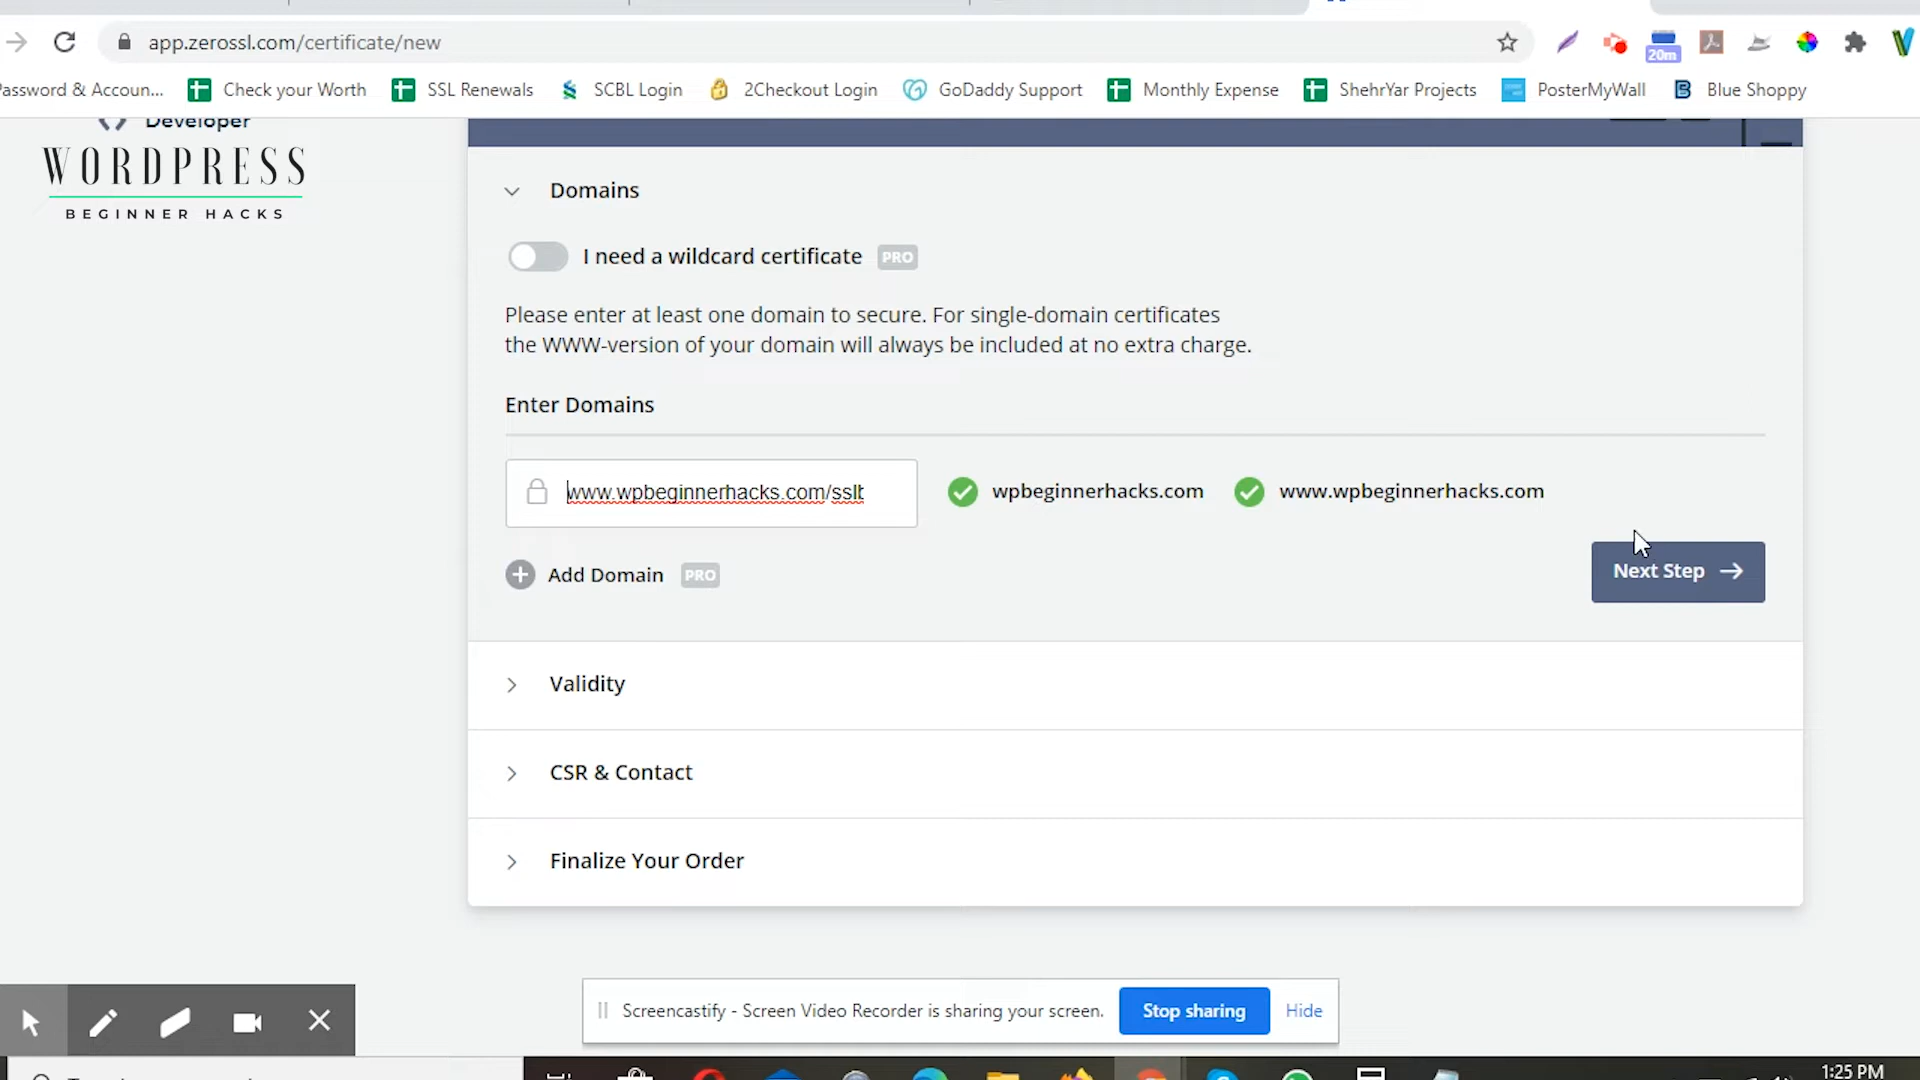 app.zerossl.com/certificate/new
20m
assword & Accoun...
Check your Worth
SSL Renewals
SCBL Login
2Checkout Login
GoDaddy Support
Monthly Expense
ShehrYar Projects
PosterMyWall
Blue Shoppy
Developer
WORDPRESS
BEGINNER HACKS
Domains
I need a wildcard certificate PRO
Please enter at least one domain to secure. For single-domain certificates
the WWW-version of your domain will always be included at no extra charge.
Enter Domains
www.wpbeginnerhacks.com/sslt
wpbeginnerhacks.com
www.wpbeginnerhacks.com
Add Domain PRO
Next Step
Validity
CSR & Contact
Finalize Your Order
Screencastify - Screen Video Recorder is sharing your screen.
Stop sharing
Hide
1:25 PM